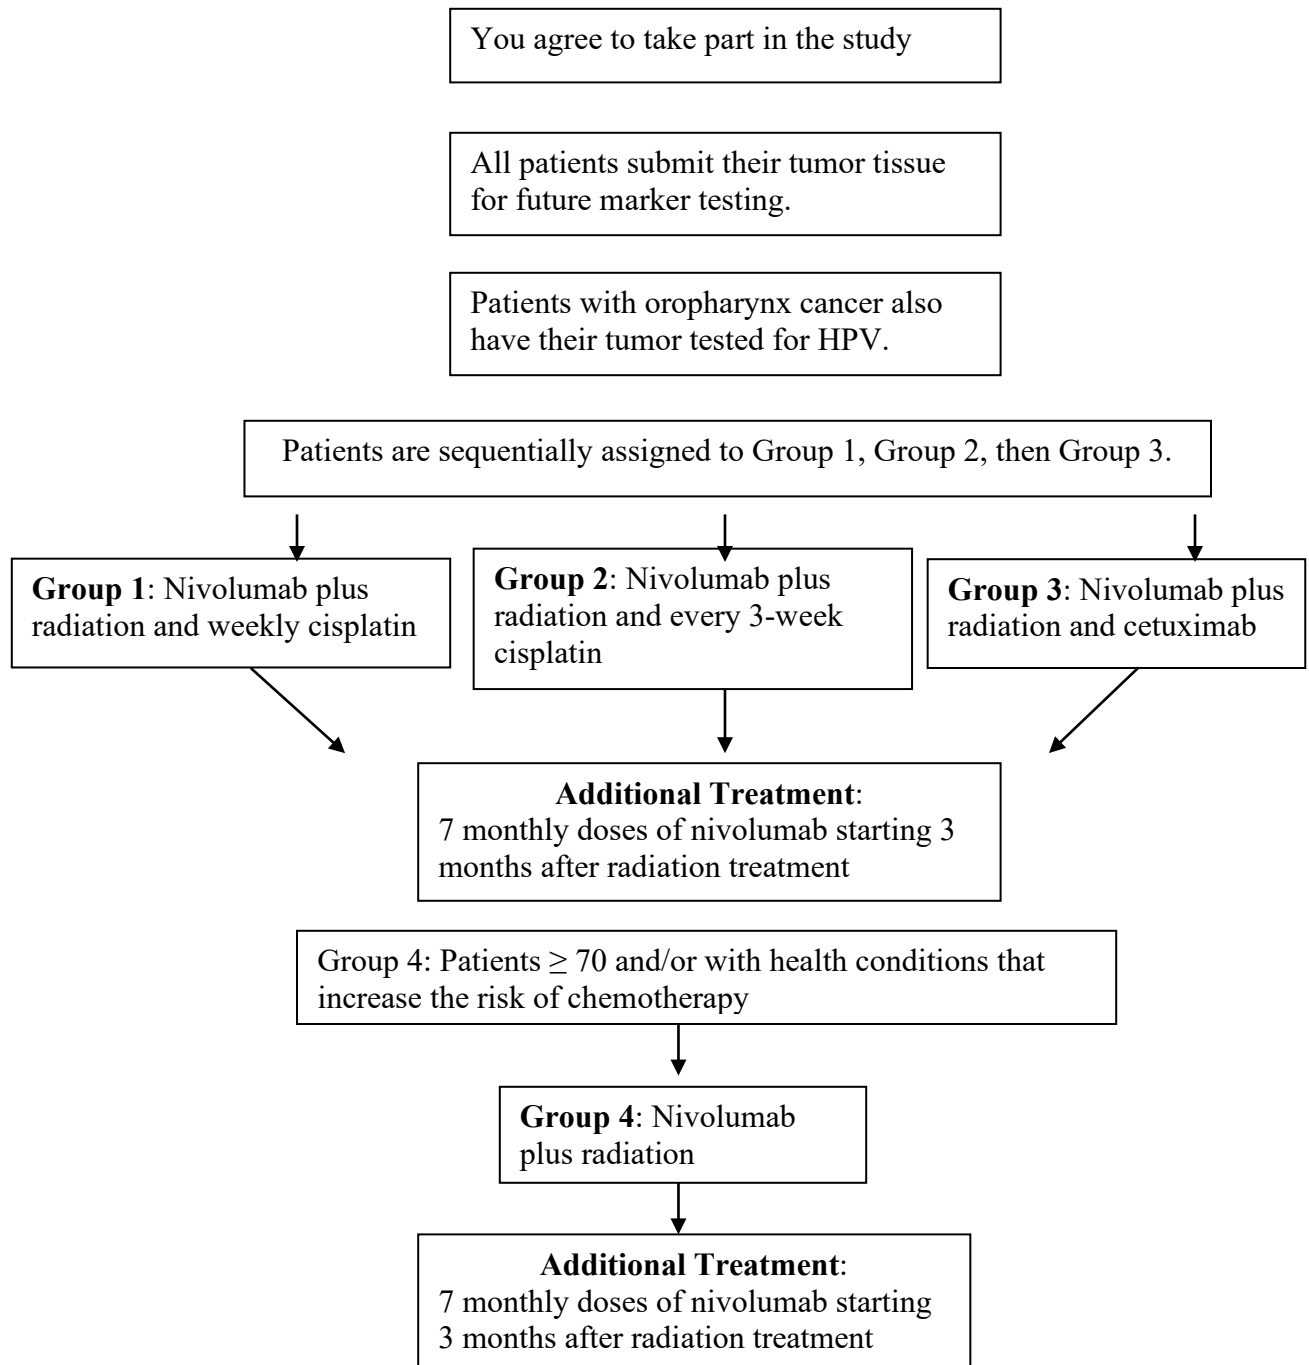 You agree to take part in the study
All patients submit their tumor tissue
for future marker testing.
Patients with oropharynx cancer also
have their tumor tested for HPV.
Patients are sequentially assigned to Group 1, Group 2, then Group 3.
Group 1: Nivolumab plus
radiation and weekly cisplatin
Group 2: Nivolumab plus
radiation and every 3-week
cisplatin
Group 3: Nivolumab plus
radiation and cetuximab
Additional Treatment:
7 monthly doses of nivolumab starting 3
months after radiation treatment
Group 4: Patients ≥ 70 and/or with health conditions that
increase the risk of chemotherapy
Group 4: Nivolumab
plus radiation
Additional Treatment:
7 monthly doses of nivolumab starting
3 months after radiation treatment